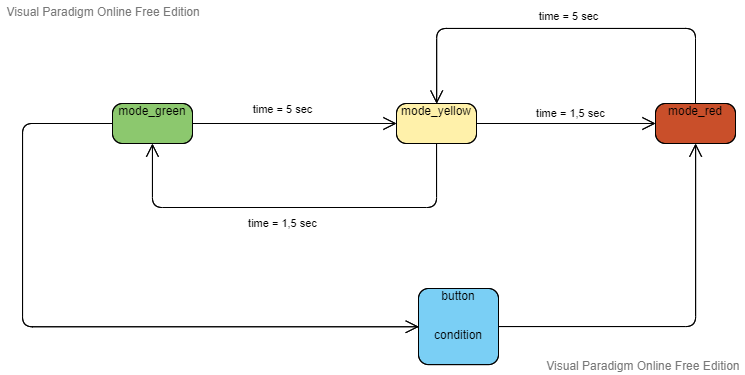 Visual Paradigm Online Free Edition
time = 5 sec
mode_green
time = 5 sec
mode_yellow
time = 1,5 sec
mode_red
time = 1,5 sec
button
condition
Visual Paradigm Online Free Edition